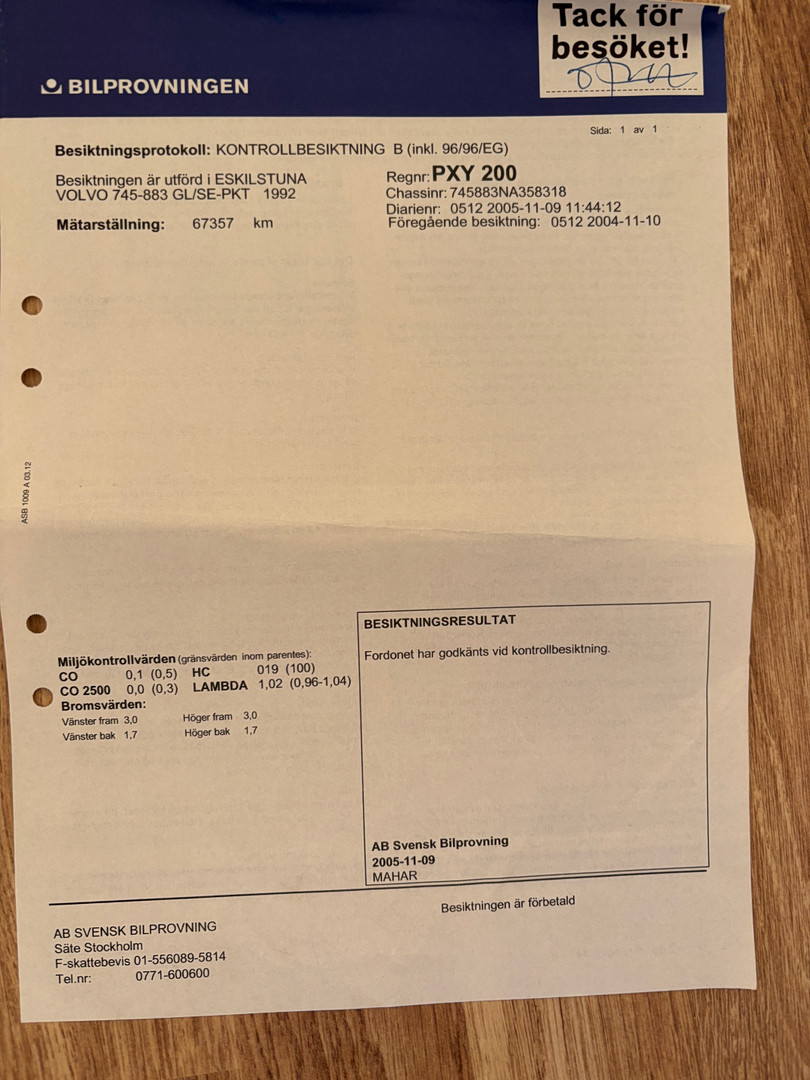 Tack för
besöket!
BILPROVNINGEN
Sida: 1 av 1
Besiktningsprotokoll: KONTROLLBESIKTNING B (inkl. 96/96/EG)
Besiktningen är utförd i ESKILSTUNA
VOLVO 745-883 GL/SE-PKT 1992
Mätarställning: 67357 km
Regnr: PXY 200
Chassinr: 745883NA358318
Diarienr: 0512 2005-11-09 11:44:12
Föregående besiktning: 0512 2004-11-10
ASB 1009 A 03.12
Miljökontrollvärden (gränsvärden inom parentes):
CO 0,1 (0,5) HC 019 (100)
CO 2500 0,0 (0,3) LAMBDA 1,02 (0,96-1,04)
Bromsvärden:
Vänster fram 3,0 Höger fram 3,0
Vänster bak 1,7 Höger bak 1,7
BESIKTNINGSRESULTAT
Fordonet har godkänts vid kontrollbesiktning.
AB Svensk Bilprovning
2005-11-09
MAHAR
Besiktningen är förbetald
AB SVENSK BILPROVNING
Säte Stockholm
F-skattebevis 01-556089-5814
Tel.nr: 0771-600600